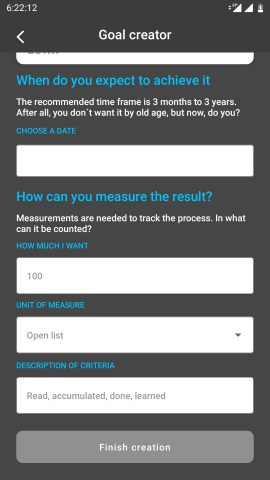 6:22:12
Goal creator
When do you expect to achieve it
The recommended time frame is 3 months to 3 years.
After all, you don`t want it by old age, but now, do you?
CHOOSE A DATE
How can you measure the result?
Measurements are needed to track the process. In what
can it be counted?
HOW MUCH I WANT
100
UNIT OF MEASURE
Open list
DESCRIPTION OF CRITERIA
Read, accumulated, done, learned
Finish creation